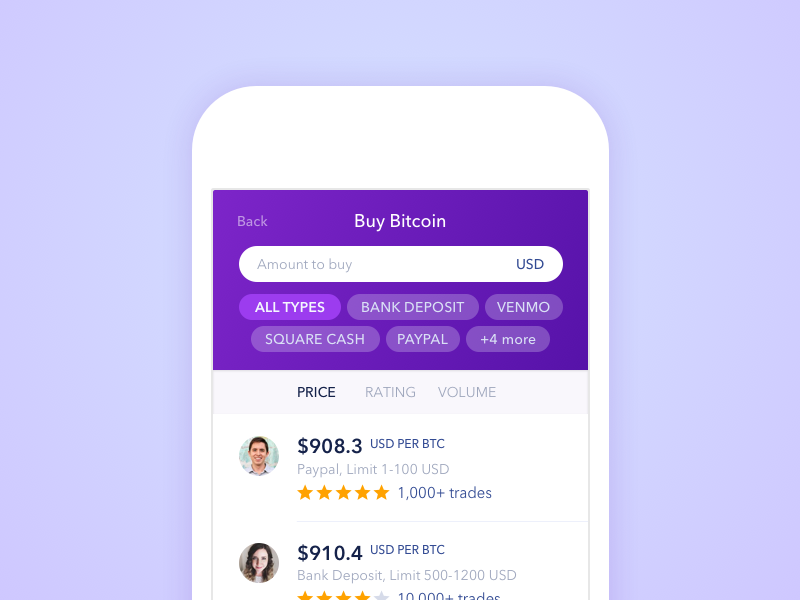 Back Buy Bitcoin
Amount to buy USD
ALL TYPES BANK DEPOSIT VENMO
SQUARE CASH PAYPAL +4 more
PRICE RATING VOLUME
$908.3 USD PER BTC
Paypal, Limit 1-100 USD
1,000+ trades
$910.4 USD PER BTC
Bank Deposit, Limit 500-1200 USD
10,000+ trades